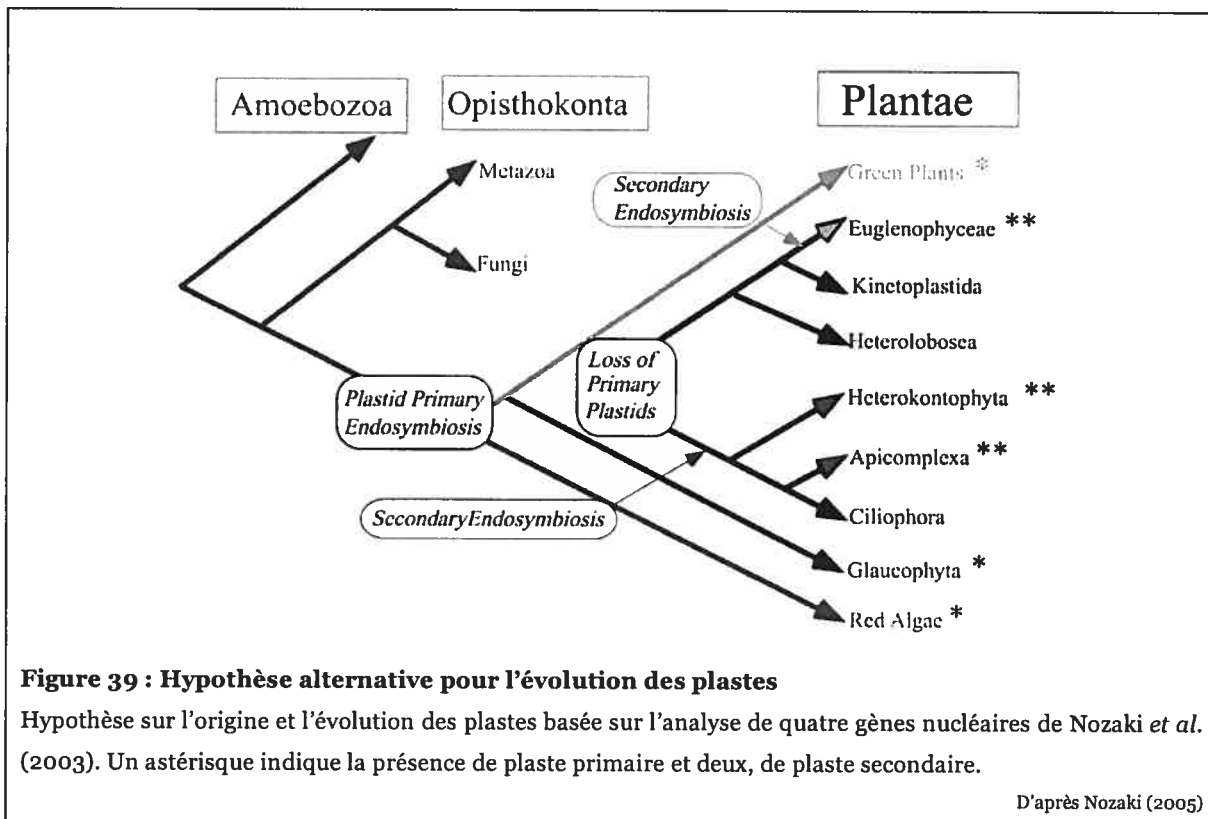 Amoebozoa
Opisthokonta
Plantae
Metazoa
Fungi
Secondary
Endosymbiosis
Green Plants *
Euglenophyceae **
Kinetoplastida
Heterolobosea
Loss of
Primary
Plastids
Plastid Primary
Endosymbiosis
Heterokontophyta **
Apicomplexa **
Ciliophora
Secondary Endosymbiosis
Glaucophyta *
Red Algae *
Figure 39 : Hypothèse alternative pour l'évolution des plastes
Hypothèse sur l'origine et l'évolution des plastes basée sur l'analyse de quatre gènes nucléaires de Nozaki et al.
(2003). Un astérisque indique la présence de plaste primaire et deux, de plaste secondaire.
D'après Nozaki (2005)